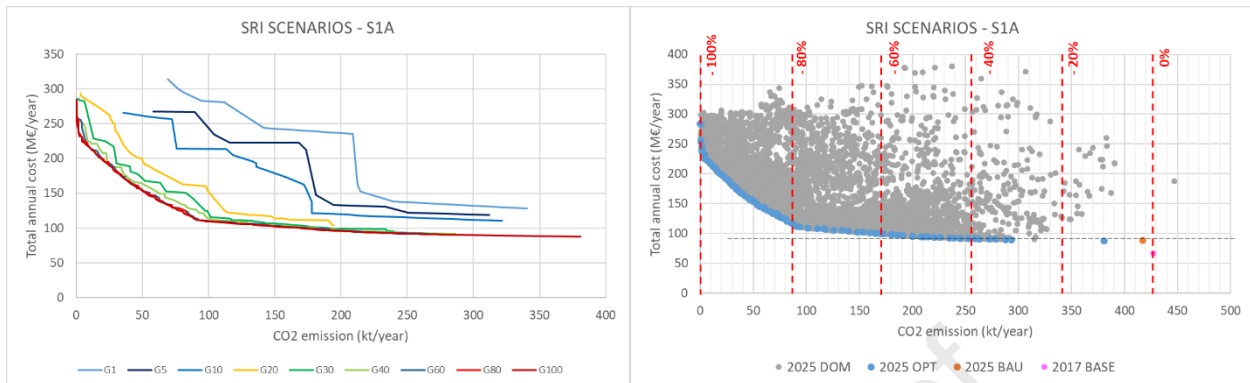 SRI SCENARIOS - S1A
Total annual cost (M€/year)
350
300
250
200
150
100
50
0
0 50 100 150 200 250 300 350 400
CO2 emission (kt/year)
G1 G5 G10 G20 G30 G40 G60 G80 G100
SRI SCENARIOS - S1A
-100%
-80%
-60%
-40%
-20%
0%
Total annual cost (M€/year)
400
350
300
250
200
150
100
50
0
0 50 100 150 200 250 300 350 400 450 500
CO2 emission (kt/year)
2025 DOM 2025 OPT 2025 BAU 2017 BASE